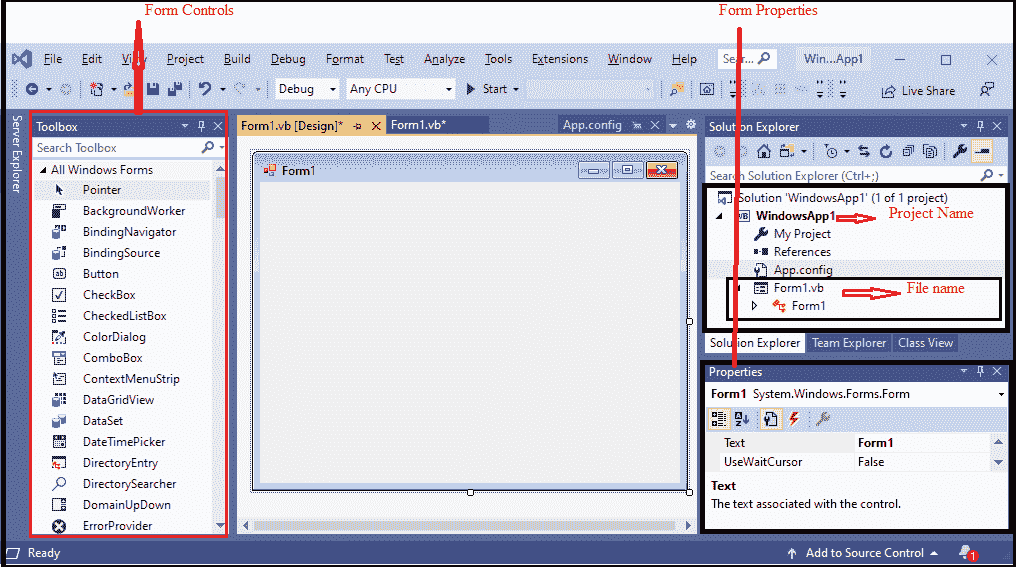 Form Controls
Form Properties
File Edit View Project Build Debug Format Test Analyze Tools Extensions Window Help Sear... Win...App1
Debug Any CPU Start Live Share
Server Explorer
Toolbox
Search Toolbox
All Windows Forms
Pointer
BackgroundWorker
BindingNavigator
BindingSource
Button
CheckBox
CheckedListBox
ColorDialog
ComboBox
ContextMenuStrip
DataGridView
DataSet
DateTimePicker
DirectoryEntry
DirectorySearcher
DomainUpDown
ErrorProvider
Form1.vb [Design]* Form1.vb* App.config
Form1
Solution Explorer
Search Solution Explorer (Ctrl+;)
Solution 'WindowsApp1' (1 of 1 project)
WindowsApp1 Project Name
My Project
References
App.config
Form1.vb File name
Form1
Solution Explorer Team Explorer Class View
Properties
Form1 System.Windows.Forms.Form
Text Form1
UseWaitCursor False
Text
The text associated with the control.
Ready Add to Source Control 1